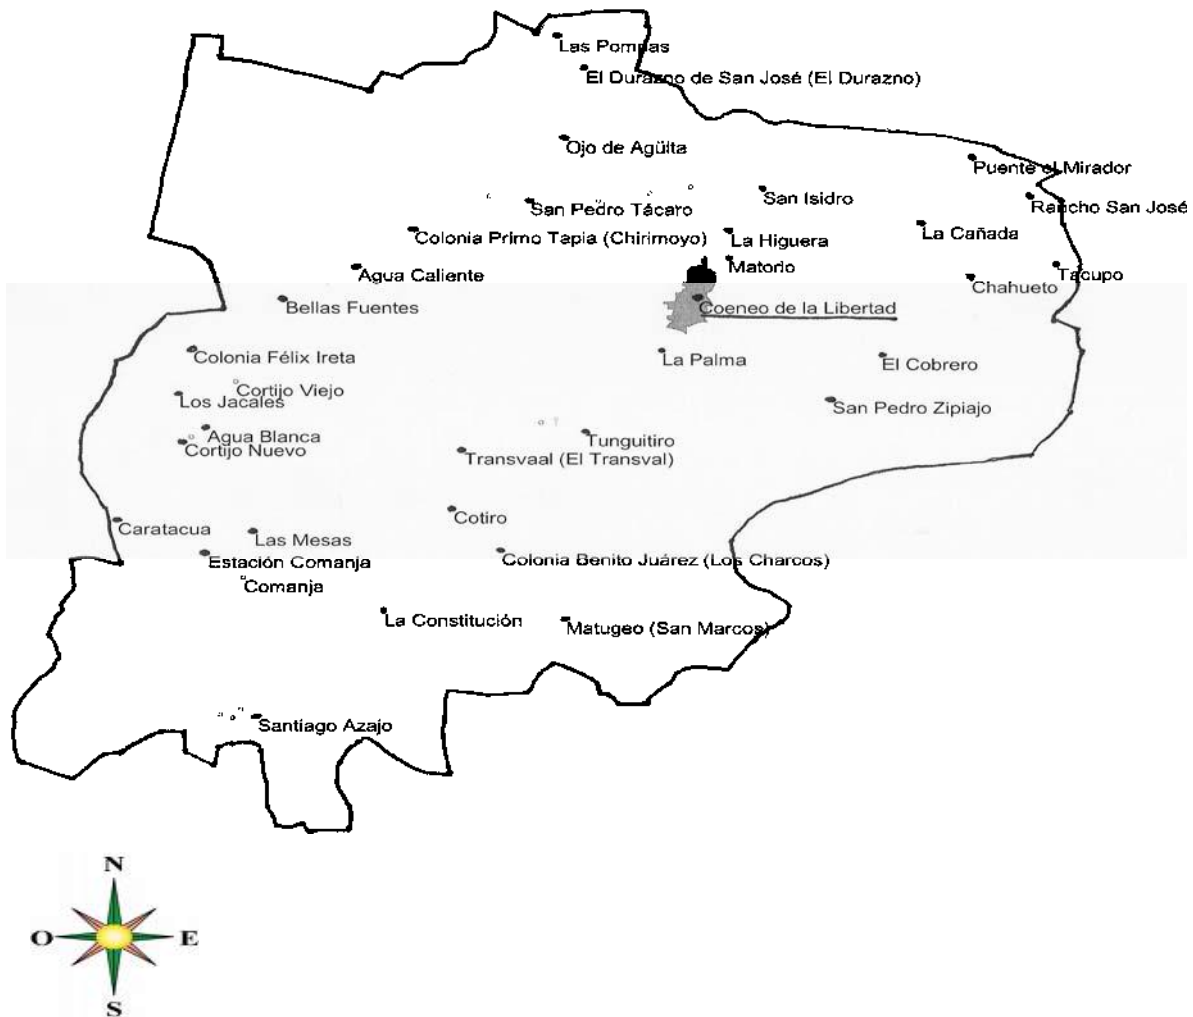 Las Pompas
El Durazno de San José (El Durazno)
Ojo de Agüita
Puente el Mirador
San Isidro
Rancho San José
San Pedro Tácaro
La Cañada
Colonia Primo Tapia (Chirimoyo)
La Higuera
Matorio
Agua Caliente
Tacupo
Chahueto
Bellas Fuentes
Coeneo de la Libertad
Colonia Félix Ireta
La Palma
El Cobrero
Cortijo Viejo
Los Jacales
San Pedro Zipiajo
Agua Blanca
Cortijo Nuevo
Tunguitiro
Transvaal (El Transval)
Cotiro
Caratacua
Las Mesas
Estación Comanja
Colonia Benito Juárez (Los Charcos)
Comanja
La Constitución
Matugeo (San Marcos)
Santiago Azajo
N
O
E
S